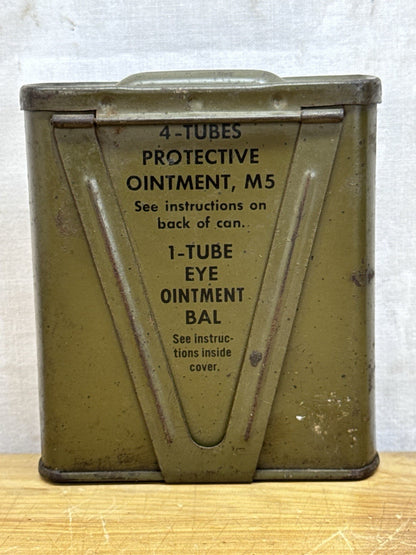 4-TUBES
PROTECTIVE
OINTMENT, M5
See instructions on
back of can.
1-TUBE
EYE
OINTMENT
BAL
See instruc-
tions inside
cover.